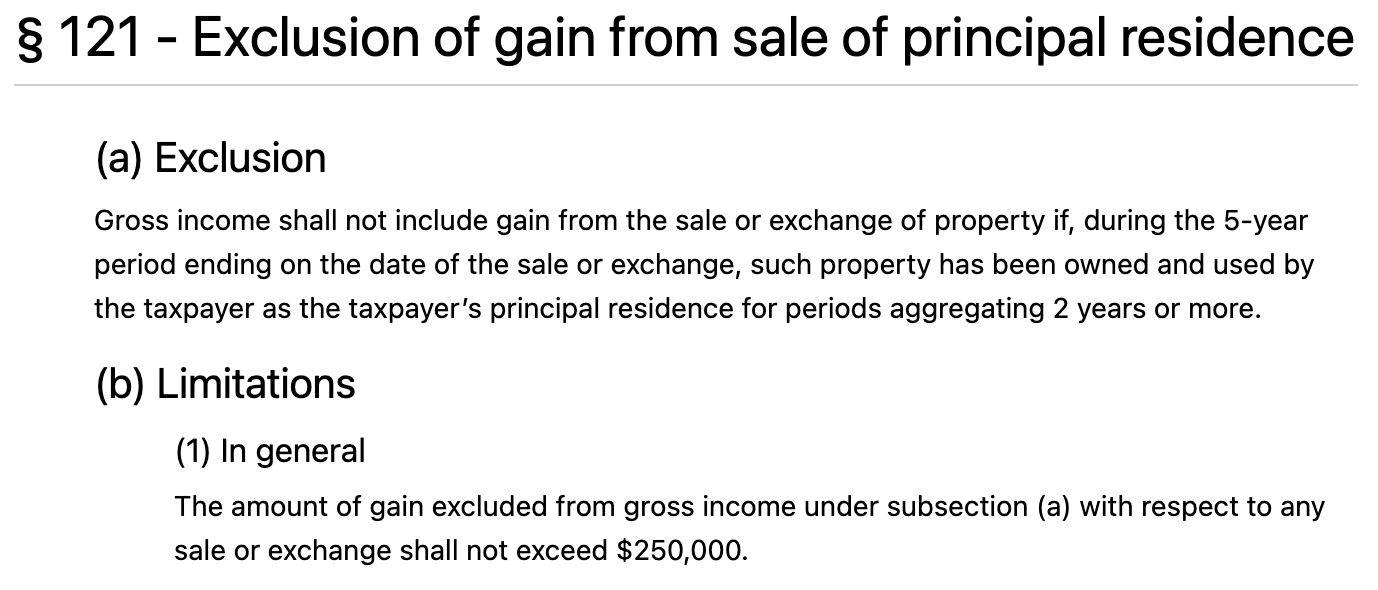 § 121 - Exclusion of gain from sale of principal residence
(a) Exclusion
Gross income shall not include gain from the sale or exchange of property if, during the 5-year
period ending on the date of the sale or exchange, such property has been owned and used by
the taxpayer as the taxpayer’s principal residence for periods aggregating 2 years or more.
(b) Limitations
(1) In general
The amount of gain excluded from gross income under subsection (a) with respect to any
sale or exchange shall not exceed $250,000.